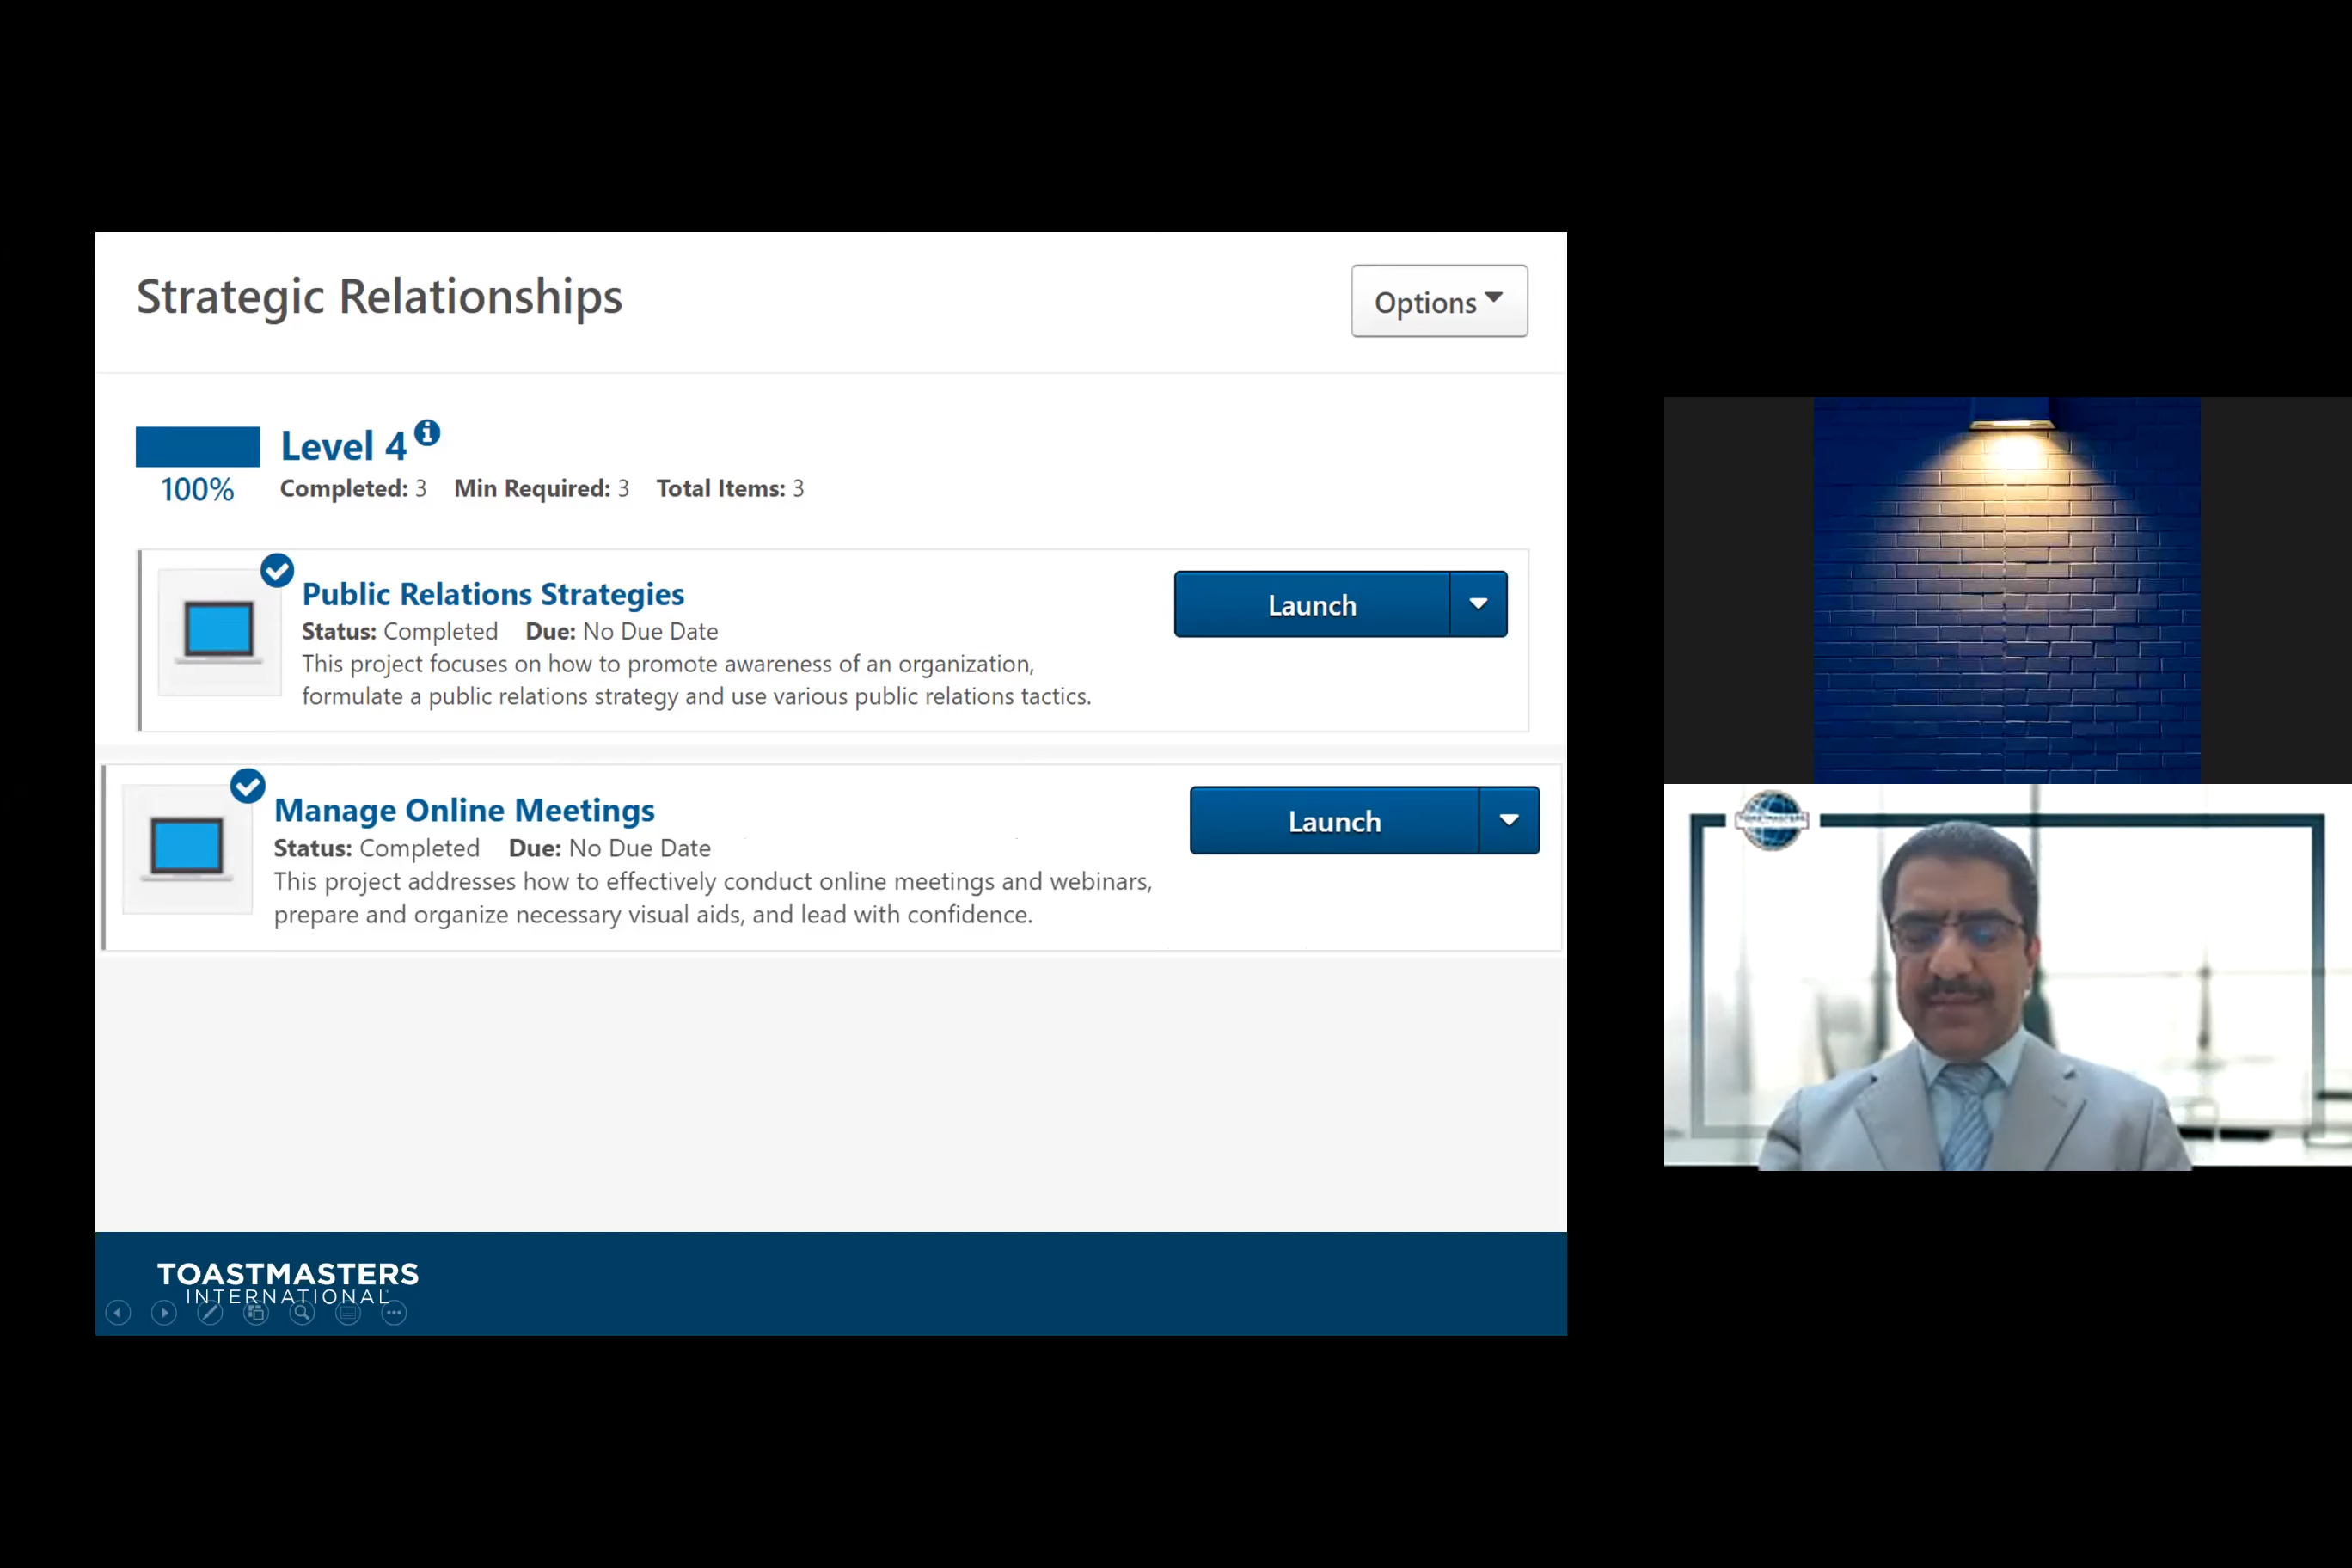 Strategic Relationships
Options
Level 4
100%
Completed: 3 Min Required: 3 Total Items: 3
Public Relations Strategies
Launch
Status: Completed Due: No Due Date
This project focuses on how to promote awareness of an organization,
formulate a public relations strategy and use various public relations tactics.
Manage Online Meetings
Launch
Status: Completed Due: No Due Date
This project addresses how to effectively conduct online meetings and webinars,
prepare and organize necessary visual aids, and lead with confidence.
TOASTMASTERS
INTERNATIONAL
TOASTMASTERS